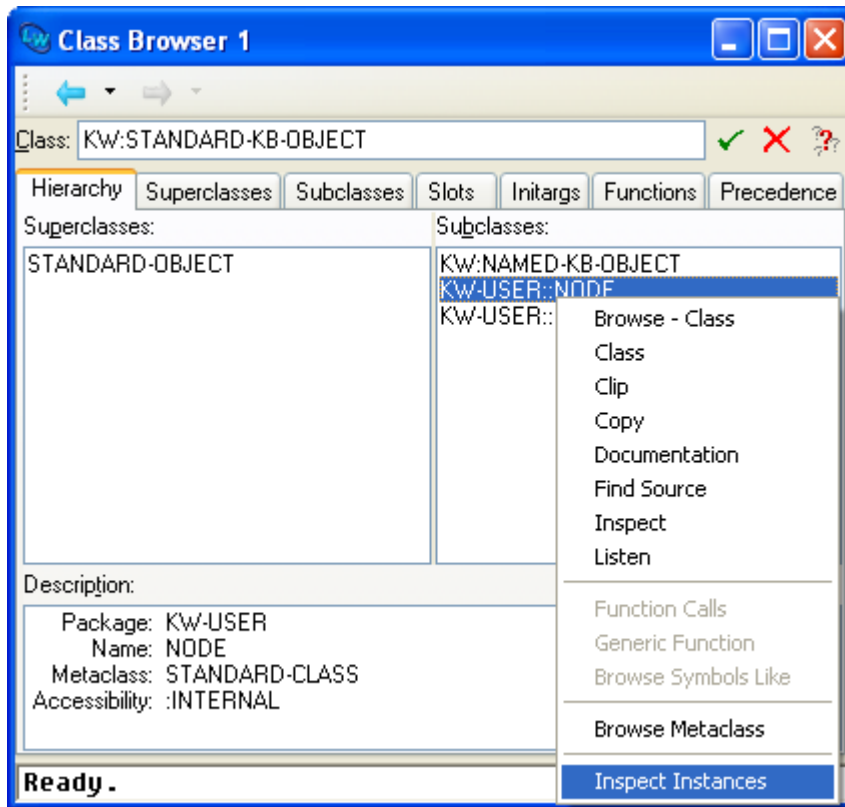 Class Browser 1
Class: KW:STANDARD-KB-OBJECT
Hierarchy Superclasses Subclasses Slots Initargs Functions Precedence
Superclasses:
STANDARD-OBJECT
Subclasses:
KW:NAMED-KB-OBJECT
KW-USER::NODE
KW-USER::
Browse - Class
Class
Clip
Copy
Documentation
Find Source
Inspect
Listen
Function Calls
Generic Function
Browse Symbols Like
Browse Metaclass
Inspect Instances
Description:
Package: KW-USER
Name: NODE
Metaclass: STANDARD-CLASS
Accessibility: :INTERNAL
Ready.